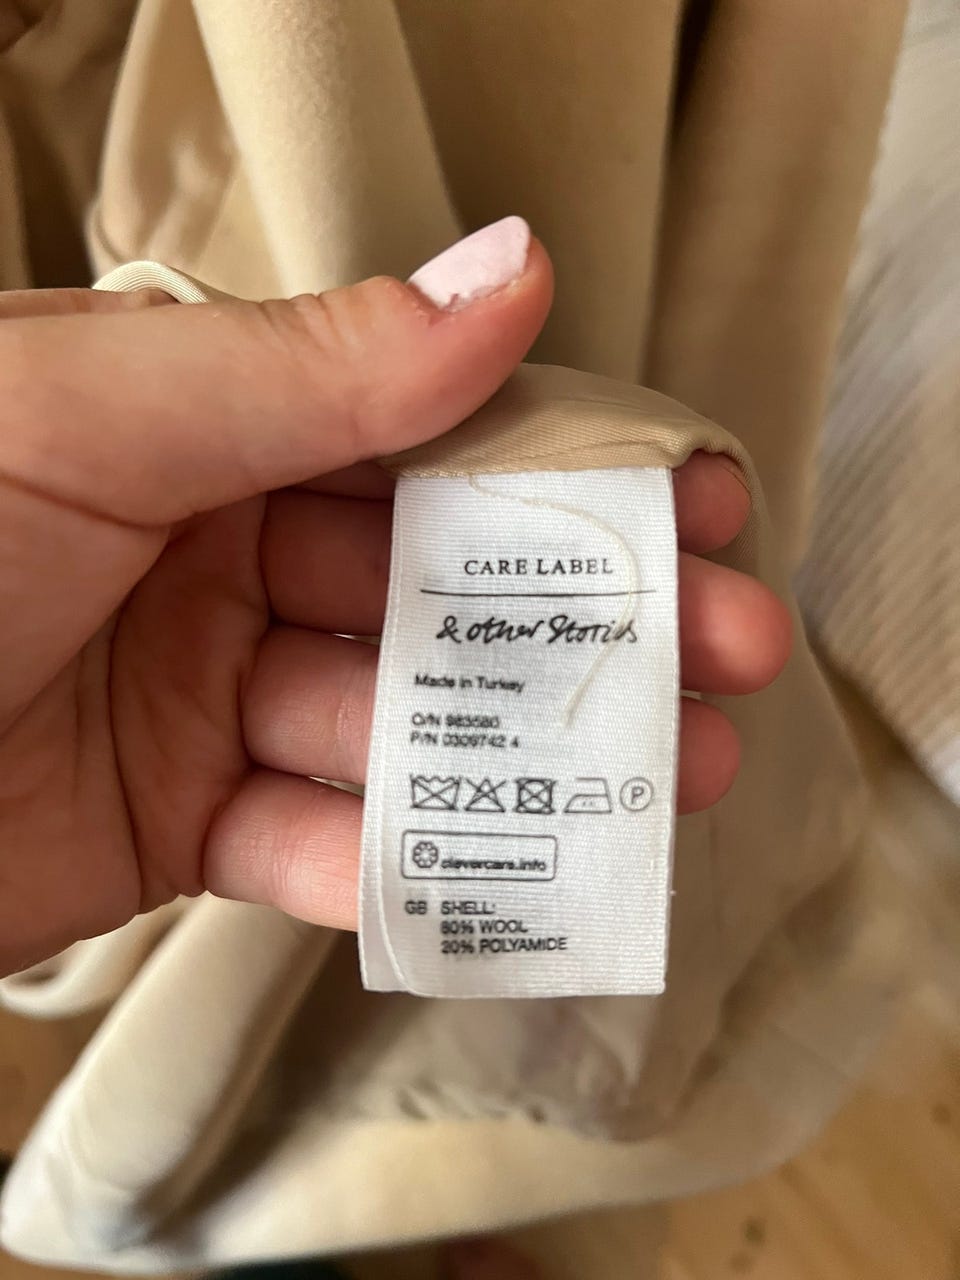 CARE LABEL
& other Stories
Made in Turkey
O/N 983580
P/N 0309742 4
P
clevercare.info
GB SHELL:
80% WOOL
20% POLYAMIDE